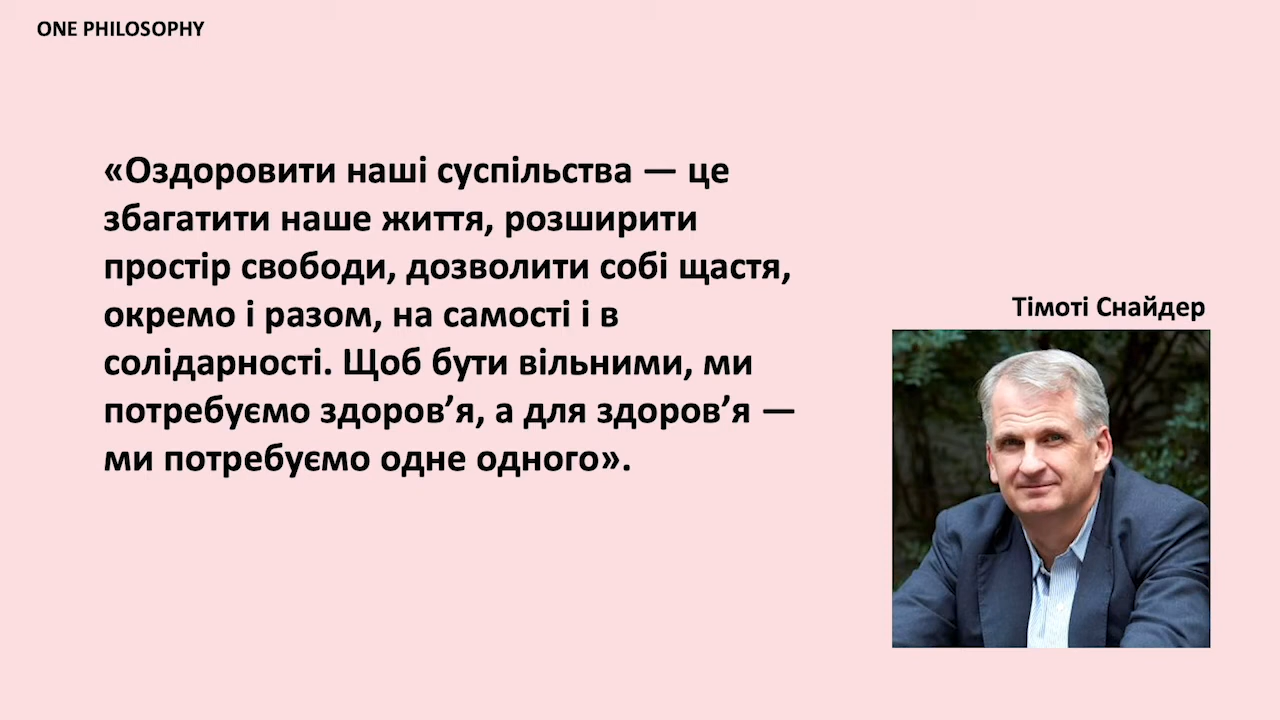 ONE PHILOSOPHY
«Оздоровити наші суспільства — це
збагатити наше життя, розширити
простір свободи, дозволити собі щастя,
окремо і разом, на самості і в
солідарності. Щоб бути вільними, ми
потребуємо здоров’я, а для здоров’я —
ми потребуємо одне одного».
Тімоті Снайдер